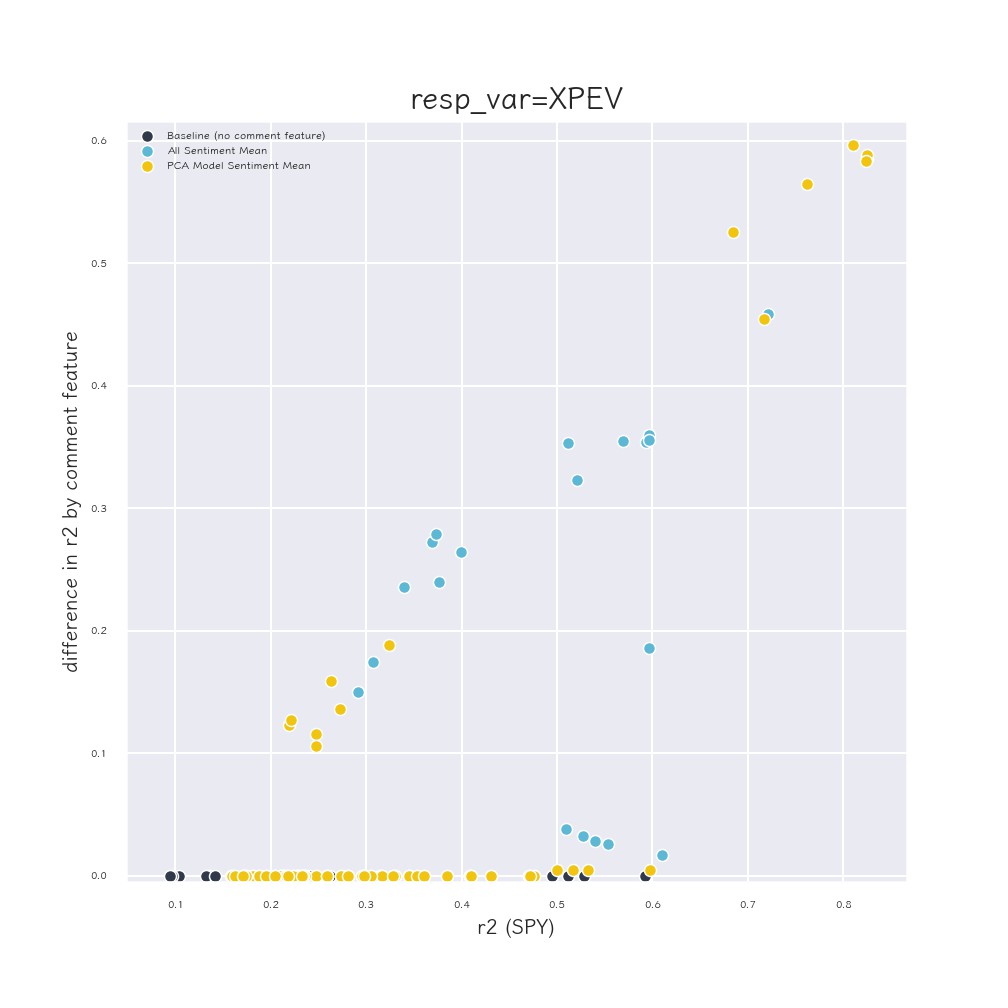 resp_var=XPEV
Baseline (no comment feature)
All Sentiment Mean
PCA Model Sentiment Mean
0.6
0.5
0.4
0.3
0.2
0.1
0.0
difference in r2 by comment feature
0.1 0.2 0.3 0.4 0.5 0.6 0.7 0.8
r2 (SPY)